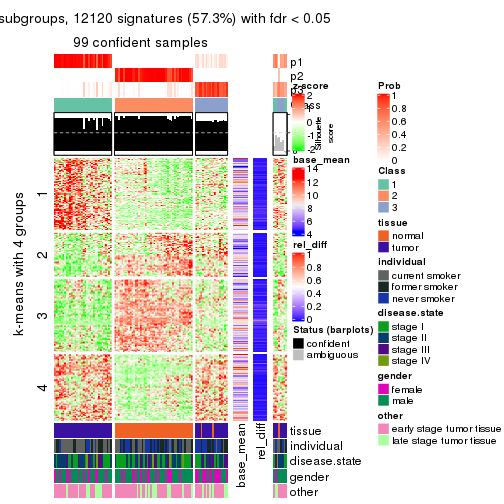 subgroups, 12120 signatures (57.3%) with fdr < 0.05
99 confident samples
p1
p2
p3
Class
z-score
2
1
0
-1
-2
Silhouette
score
k-means with 4 groups
1
2
3
4
base_mean
14
12
10
8
6
4
rel_diff
1
0.8
0.6
0.4
0.2
0
Status (barplots)
confident
ambiguous
base_mean
rel_diff
tissue
individual
disease.state
gender
other
Prob
1
0.8
0.6
0.4
0.2
0
Class
1
2
3
tissue
normal
tumor
individual
current smoker
former smoker
never smoker
disease.state
stage I
stage II
stage III
stage IV
gender
female
male
other
early stage tumor tissue
late stage tumor tissue